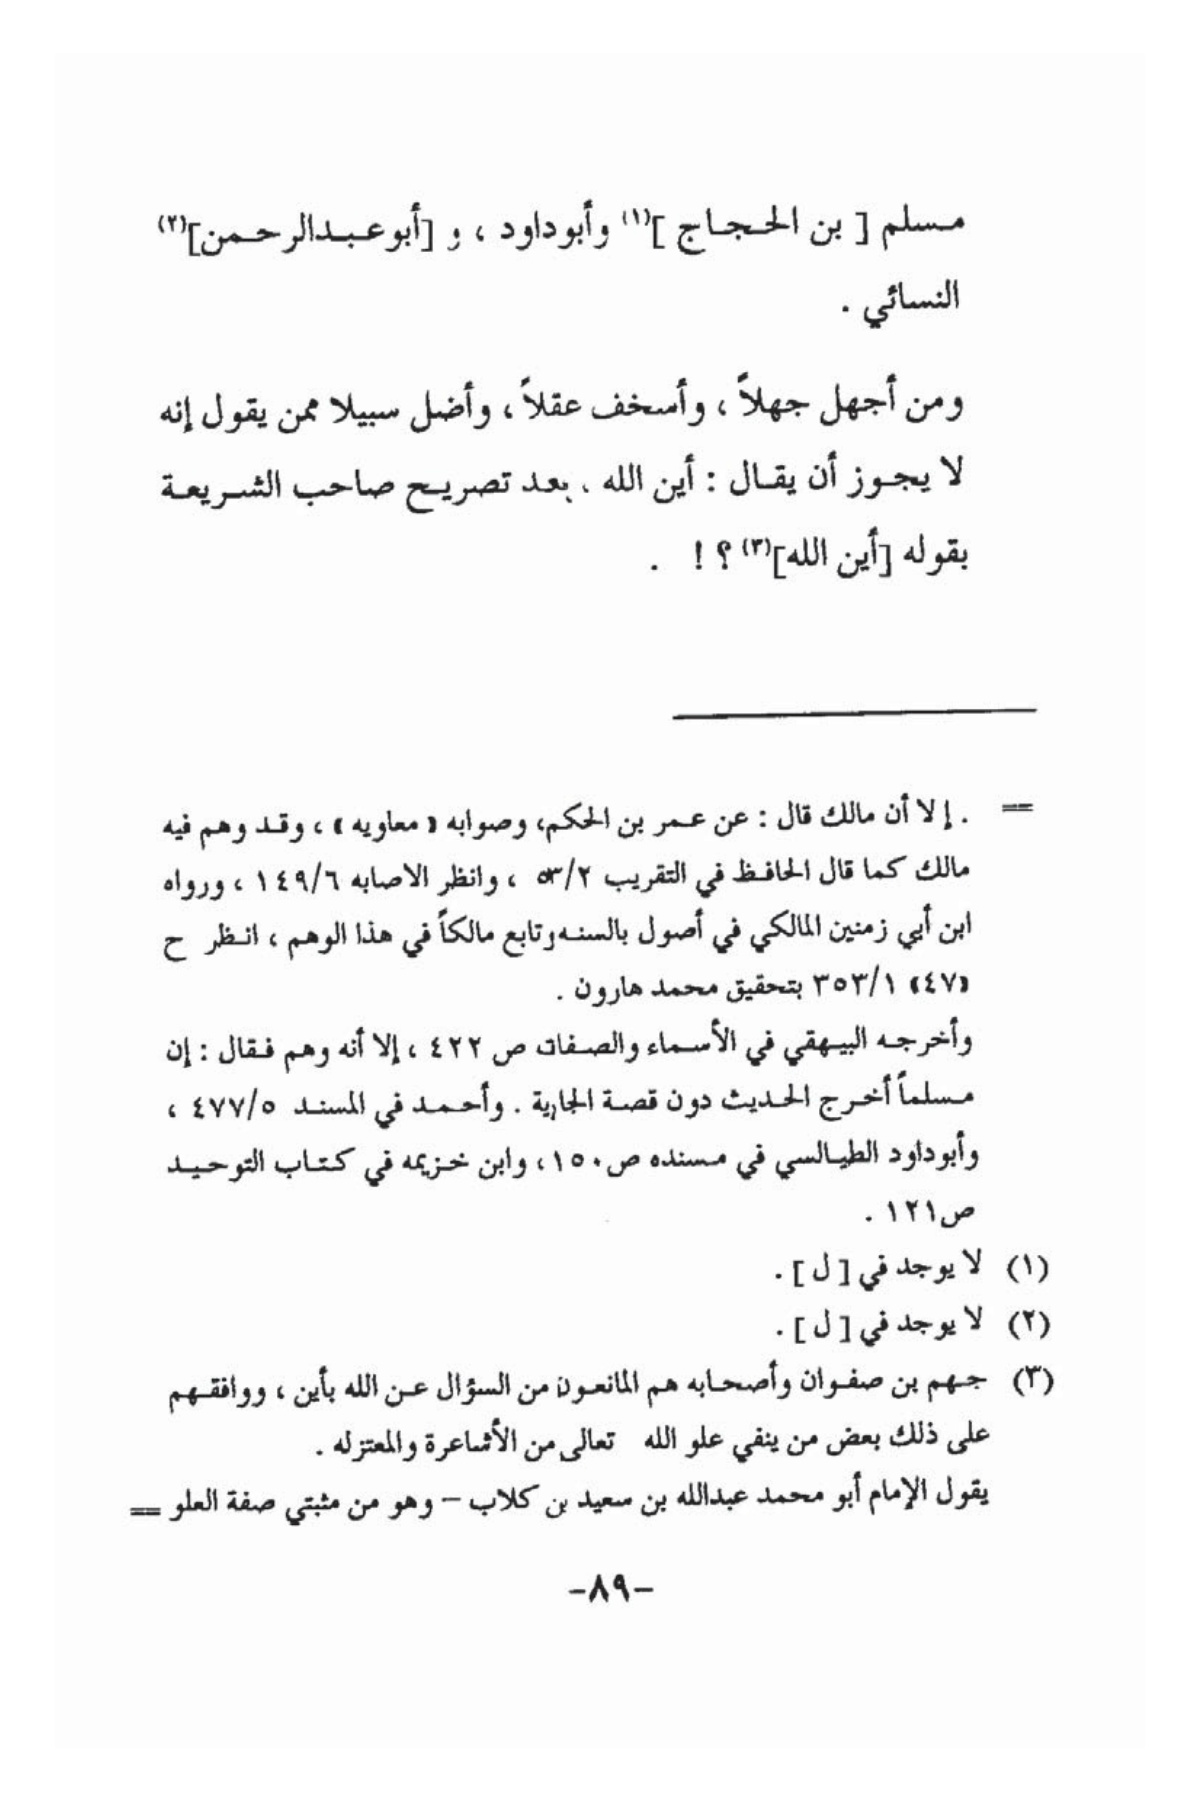 مسلم [ بن الحجاج ](١) وأبوداود ، و [أبوعبدالرحمن](٢)
النسائي .
ومن أجهل جهلاً ، وأسخف عقلاً ، وأضل سبيلا ممن يقول إنه
لا يجوز أن يقال : أين الله . بعد تصريح صاحب الشريعة
بقوله [أين الله](٣) ؟ ! .
== . إلا أن مالك قال : عن عمر بن الحكم، وصوابه « معاويه » ، وقد وهم فيه
مالك كما قال الحافظ في التقريب ٥٣/٢ ، وانظر الاصابه ١٤٩/٦ ، ورواه
ابن أبي زمنين المالكي في أصول بالسنه وتابع مالكاً في هذا الوهم ، انظر ح
«٤٧» ٣٥٣/١ بتحقيق محمد هارون .
وأخرجه البيهقي في الأسماء والصفات ص ٤٢٢ ، إلا أنه وهم فقال : إن
مسلماً أخرج الحديث دون قصة الجارية . وأحمد في المسند ٤٧٧/٥ ،
وأبوداود الطيالسي في مسنده ص١٥٠ ، وابن خزيمه في كتاب التوحيد
ص١٢١ .
(١) لا يوجد في [ ل ] .
(٢) لا يوجد في [ ل ] .
(٣) جهم بن صفوان وأصحابه هم المانعون من السؤال عن الله بأين ، ووافقهم
على ذلك بعض من ينفي علو الله تعالى من الأشاعرة والمعتزله .
يقول الإمام أبو محمد عبدالله بن سعيد بن كلاب – وهو من مثبتي صفة العلو ==
-٨٩-